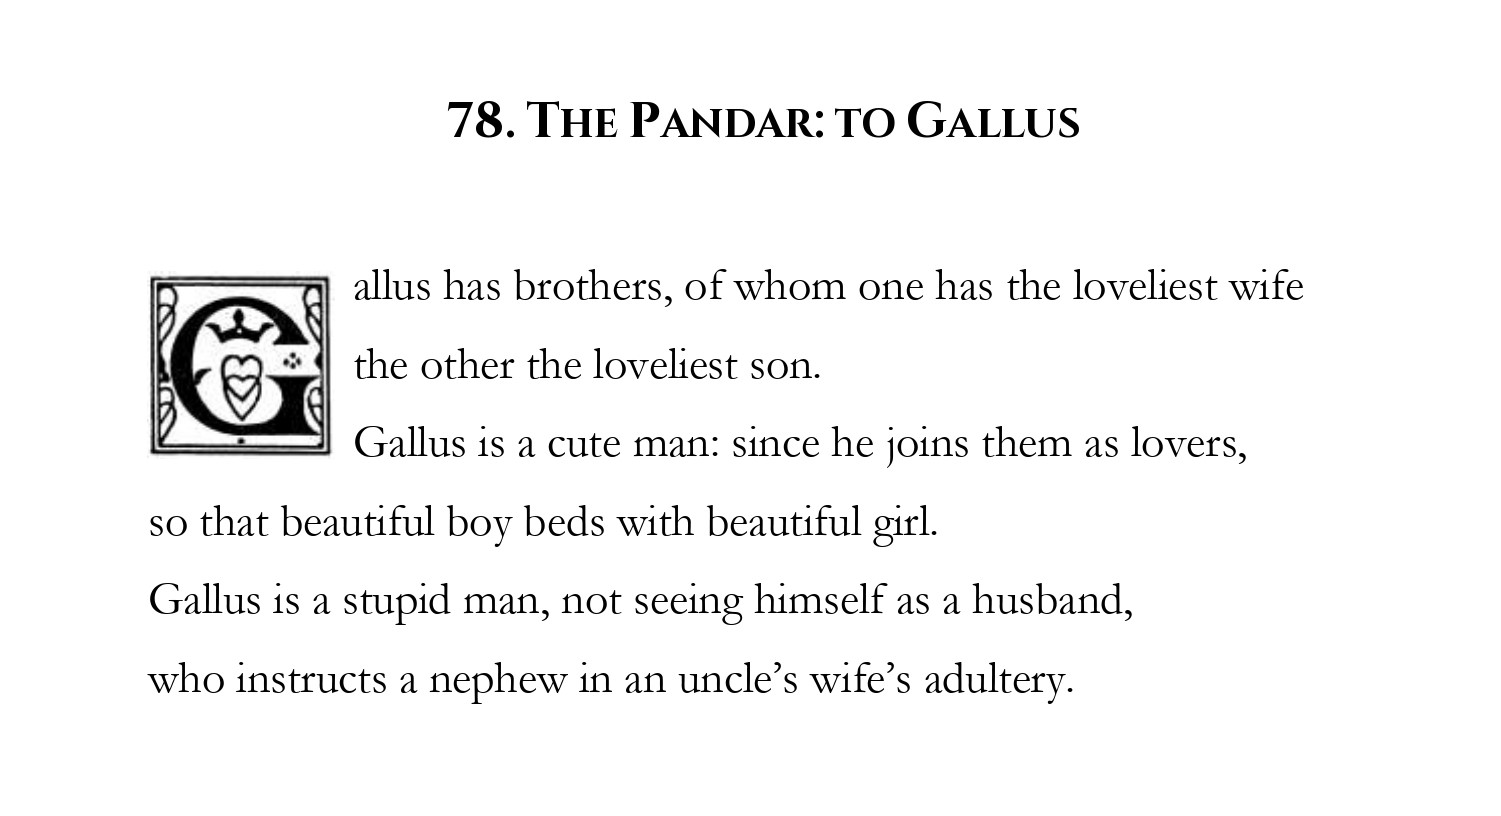 78. The Pandar: to Gallus
Gallus has brothers, of whom one has the loveliest wife
the other the loveliest son.
Gallus is a cute man: since he joins them as lovers,
so that beautiful boy beds with beautiful girl.
Gallus is a stupid man, not seeing himself as a husband,
who instructs a nephew in an uncle’s wife’s adultery.